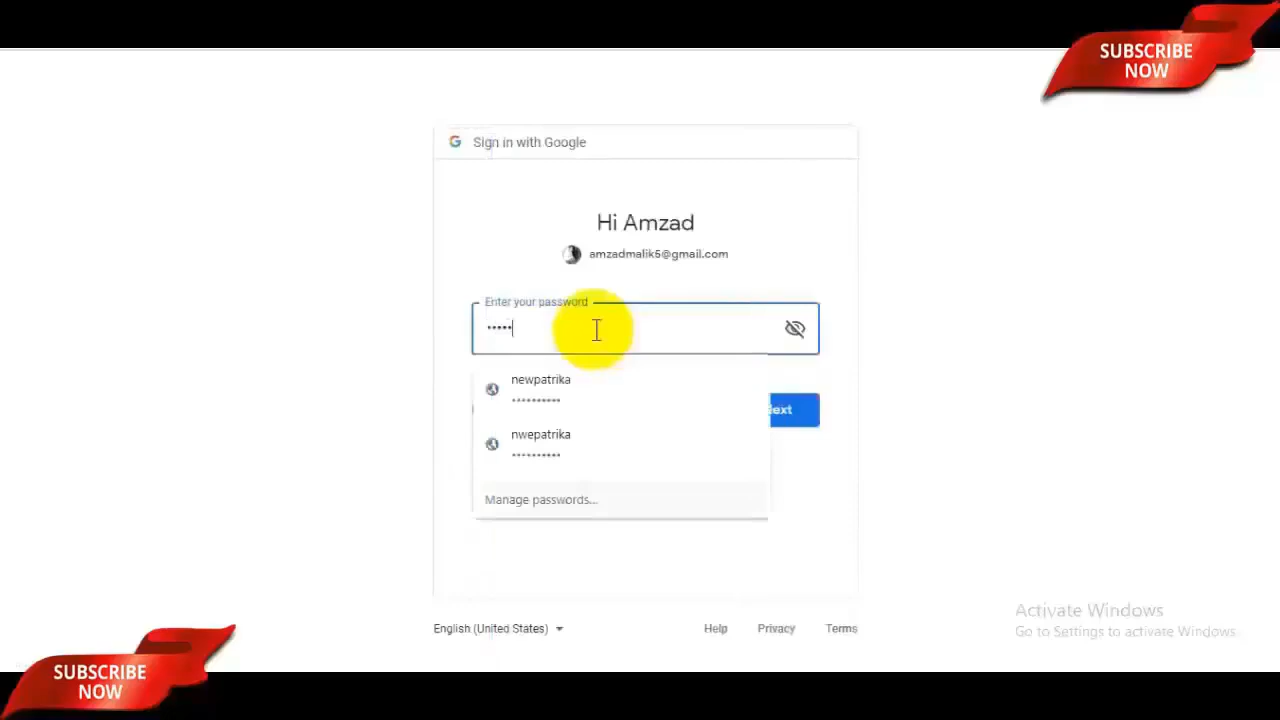 SUBSCRIBE
NOW
Sign in with Google
Hi Amzad
amzadmalik5@gmail.com
Enter your password
•••••
newpatrika
••••••••••
nwepatrika
••••••••••
Manage passwords...
English (United States)
Help
Privacy
Terms
Activate Windows
Go to Settings to activate Windows.
SUBSCRIBE
NOW